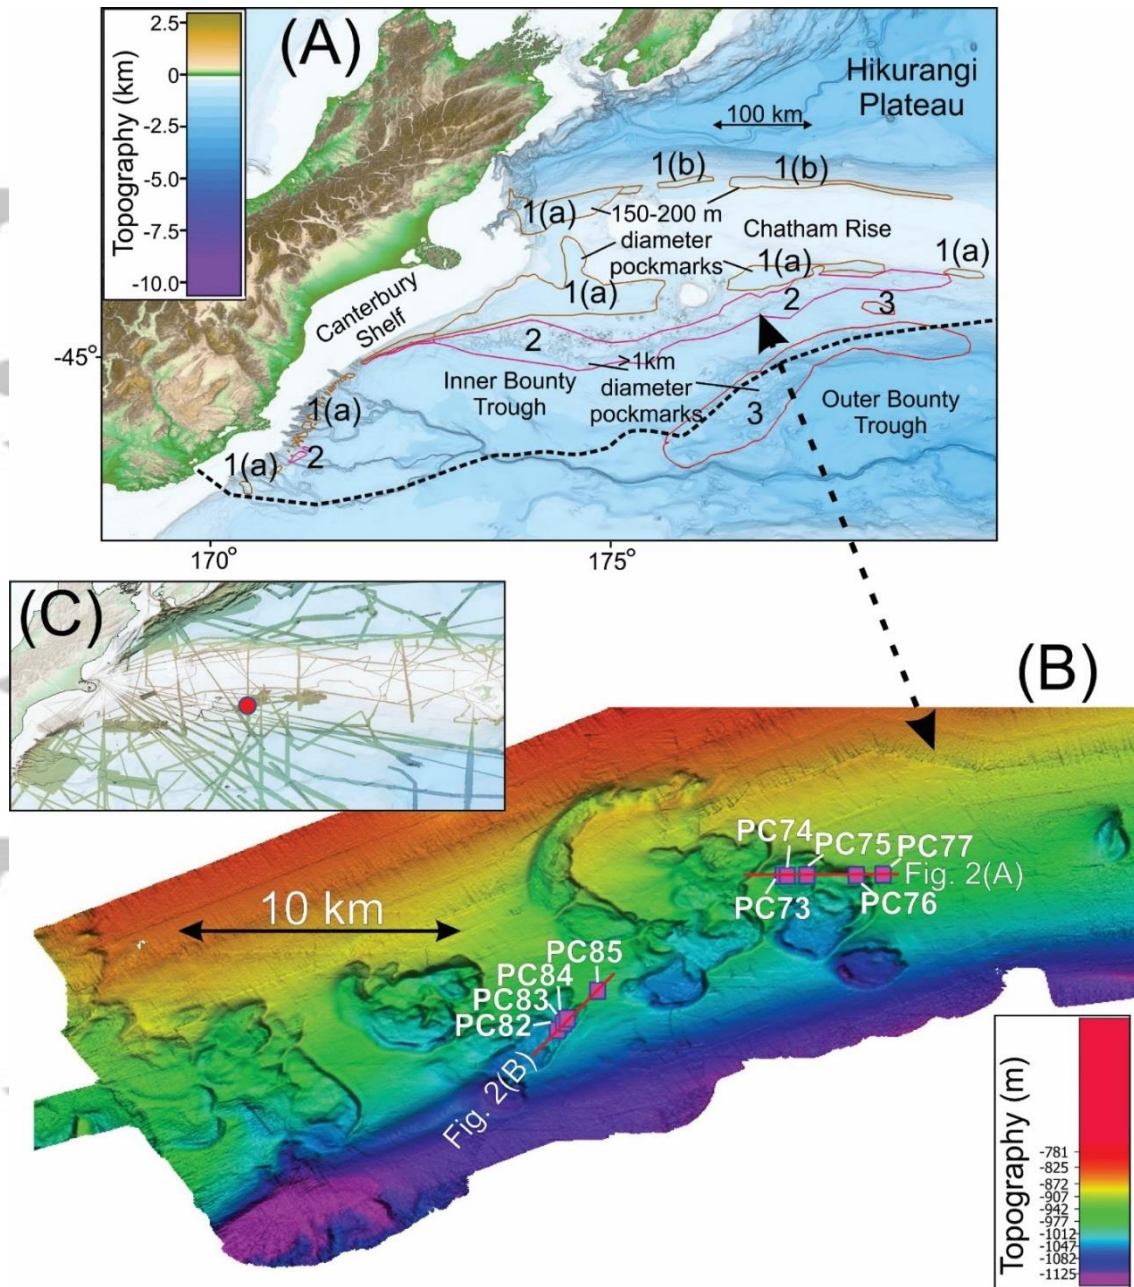 (A)
Topography (km)
2.5
0
-2.5
-5.0
-7.5
-10.0
Hikurangi
Plateau
100 km
1(b)
1(b)
1(a)
150-200 m
diameter
pockmarks
Chatham Rise
1(a)
1(a)
1(a)
2
3
Canterbury
Shelf
2
-45°
>1km
diameter
pockmarks
Inner Bounty
Trough
3
Outer Bounty
Trough
1(a)
1(a)
2
170°
175°
(C)
(B)
10 km
PC74
PC75
PC77
Fig. 2(A)
PC73
PC76
PC85
PC84
PC83
PC82
Fig. 2(B)
Topography (m)
-781
-825
-872
-907
-942
-977
-1012
-1047
-1082
-1125